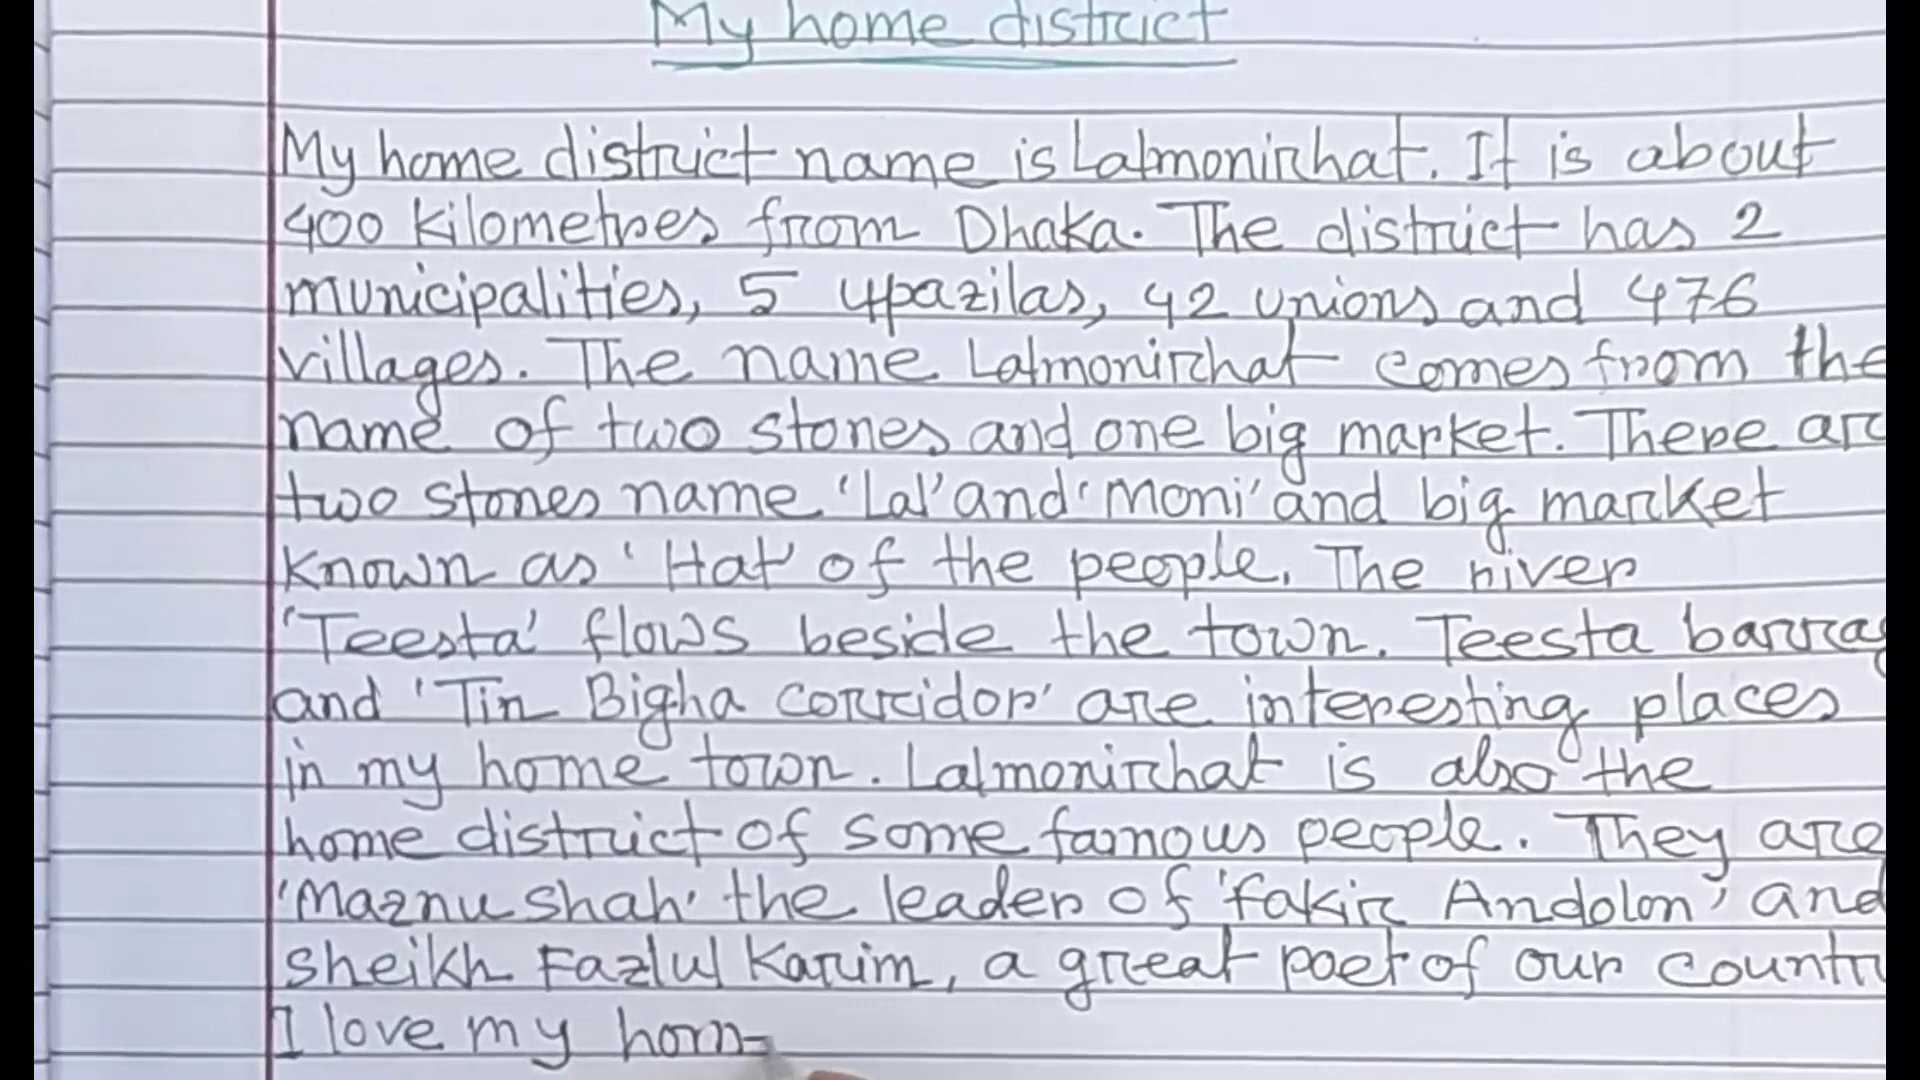 My home district
My home district name is Lalmonirhat. It is about
400 kilometres from Dhaka. The district has 2
municipalities, 5 upazilas, 42 unions and 476
villages. The name Lalmonirhat comes from the
name of two stones and one big market. There are
two stones name 'Lal' and 'Moni' and big market
known as 'Hat' of the people. The river
'Teesta' flows beside the town. Teesta barrag
and 'Tin Bigha corridor' are interesting places
in my home town. Lalmonirhat is also the
home district of some famous people. They are
'Maznu shah' the leader of 'fakir Andolon' and
sheikh Fazlul Karim, a great poet of our countr
I love my hom